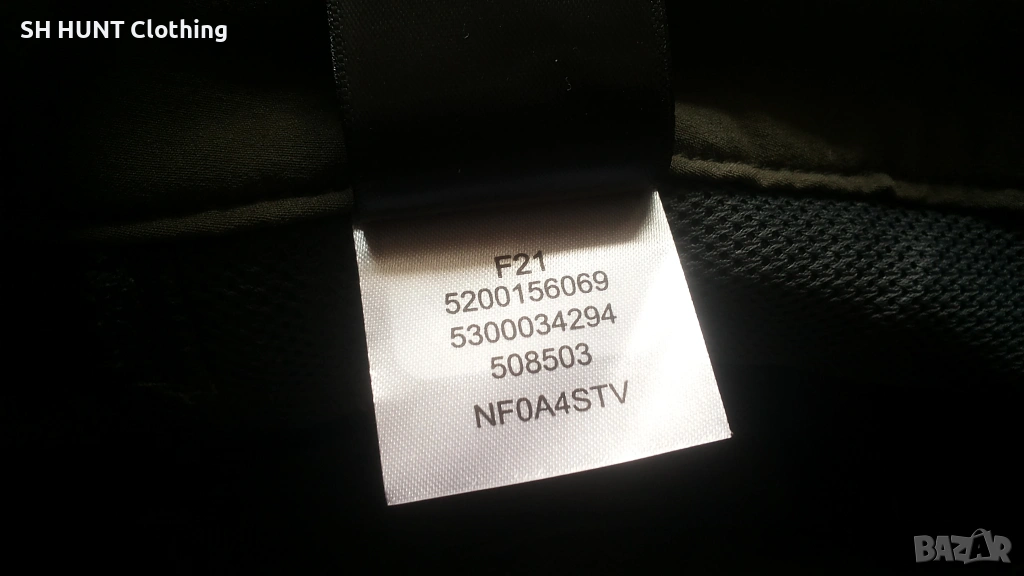 SH HUNT Clothing
F21
5200156069
5300034294
508503
NF0A4STV
BAZAR